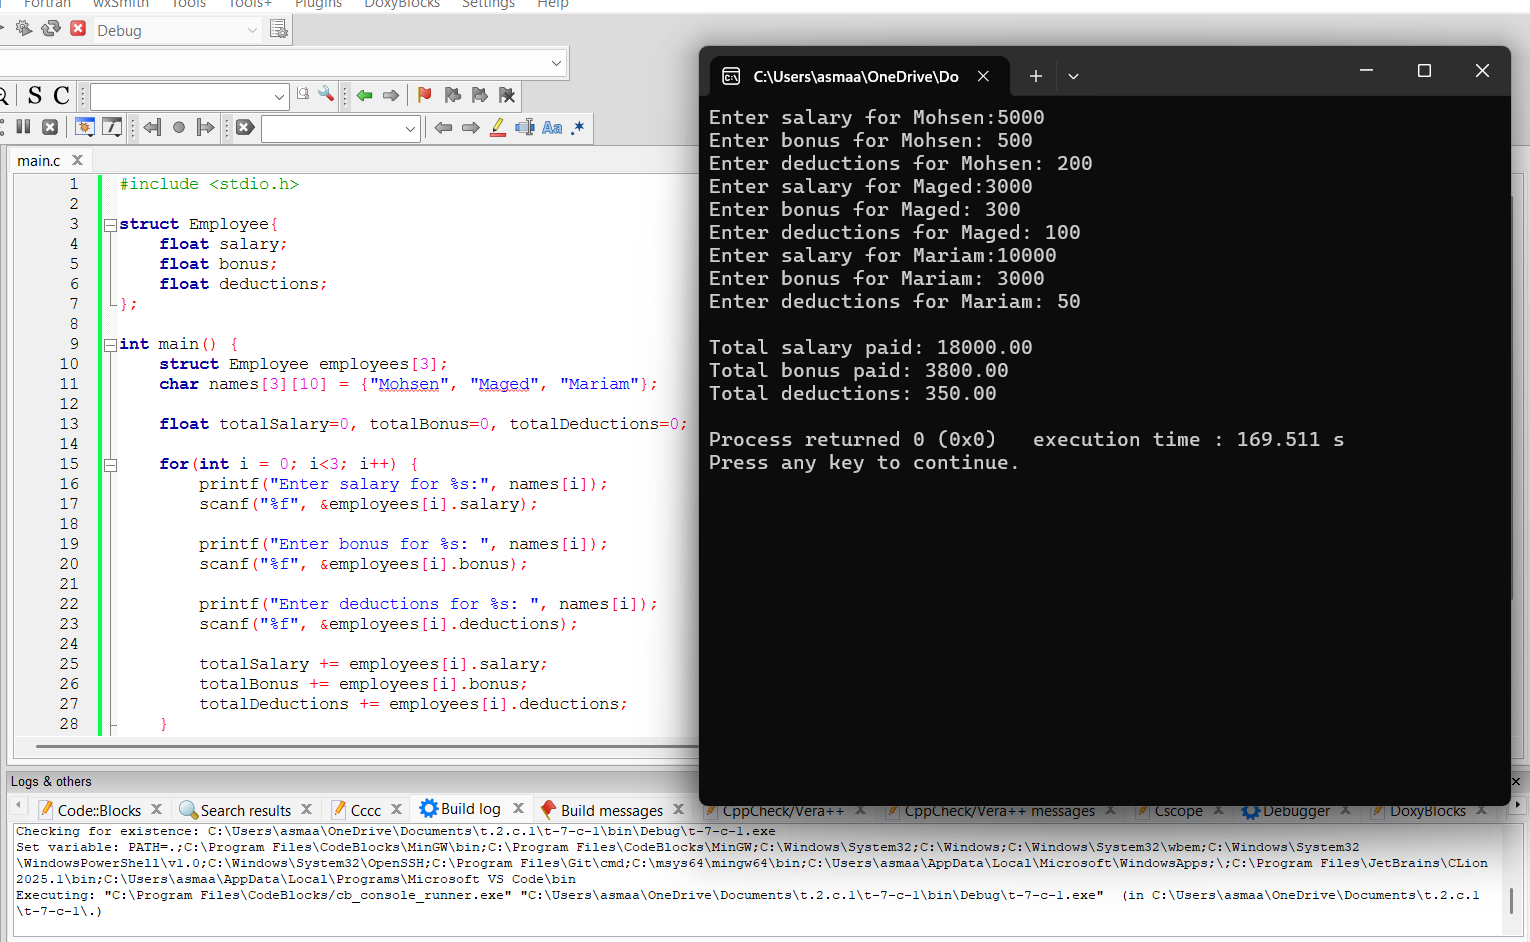 Fortran wxSmith Tools Tools+ Plugins DoxyBlocks Settings Help
Debug
S C
Aa .*
main.c
1 #include <stdio.h>
2
3 struct Employee{
4 float salary;
5 float bonus;
6 float deductions;
7 };
8
9 int main() {
10 struct Employee employees[3];
11 char names[3][10] = {"Mohsen", "Maged", "Mariam"};
12
13 float totalSalary=0, totalBonus=0, totalDeductions=0;
14
15 for(int i = 0; i<3; i++) {
16 printf("Enter salary for %s:", names[i]);
17 scanf("%f", &employees[i].salary);
18
19 printf("Enter bonus for %s: ", names[i]);
20 scanf("%f", &employees[i].bonus);
21
22 printf("Enter deductions for %s: ", names[i]);
23 scanf("%f", &employees[i].deductions);
24
25 totalSalary += employees[i].salary;
26 totalBonus += employees[i].bonus;
27 totalDeductions += employees[i].deductions;
28 }
C:\Users\asmaa\OneDrive\Do
Enter salary for Mohsen:5000
Enter bonus for Mohsen: 500
Enter deductions for Mohsen: 200
Enter salary for Maged:3000
Enter bonus for Maged: 300
Enter deductions for Maged: 100
Enter salary for Mariam:10000
Enter bonus for Mariam: 3000
Enter deductions for Mariam: 50
Total salary paid: 18000.00
Total bonus paid: 3800.00
Total deductions: 350.00
Process returned 0 (0x0)   execution time : 169.511 s
Press any key to continue.
Logs & others
Code::Blocks Search results Cccc Build log Build messages CppCheck/Vera++ CppCheck/Vera++ messages Cscope Debugger DoxyBlocks
Checking for existence: C:\Users\asmaa\OneDrive\Documents\t.2.c.1\t-7-c-1\bin\Debug\t-7-c-1.exe
Set variable: PATH=.;C:\Program Files\CodeBlocks\MinGW\bin;C:\Program Files\CodeBlocks\MinGW;C:\Windows\System32;C:\Windows;C:\Windows\System32\wbem;C:\Windows\System32
\WindowsPowerShell\v1.0;C:\Windows\System32\OpenSSH;C:\Program Files\Git\cmd;C:\msys64\mingw64\bin;C:\Users\asmaa\AppData\Local\Microsoft\WindowsApps;\;C:\Program Files\JetBrains\CLion
2025.1\bin;C:\Users\asmaa\AppData\Local\Programs\Microsoft VS Code\bin
Executing: "C:\Program Files\CodeBlocks/cb_console_runner.exe" "C:\Users\asmaa\OneDrive\Documents\t.2.c.1\t-7-c-1\bin\Debug\t-7-c-1.exe"  (in C:\Users\asmaa\OneDrive\Documents\t.2.c.1
\t-7-c-1\.)